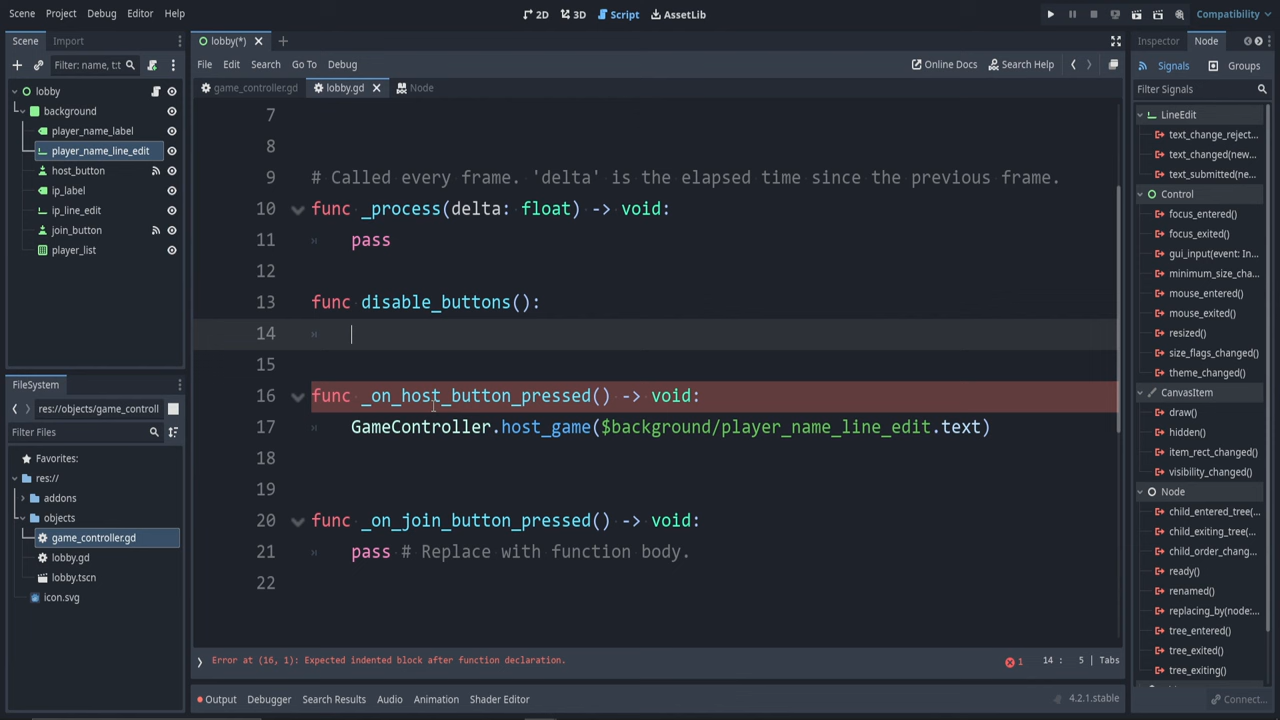 Scene Project Debug Editor Help
2D 3D Script AssetLib
Compatibility
Scene Import
Filter: name, t:t
lobby
background
player_name_label
player_name_line_edit
host_button
ip_label
ip_line_edit
join_button
player_list
FileSystem
res://objects/game_controll
Filter Files
Favorites:
res://
addons
objects
game_controller.gd
lobby.gd
lobby.tscn
icon.svg
lobby(*)
File Edit Search Go To Debug
Online Docs Search Help
game_controller.gd lobby.gd Node
7
8
9 # Called every frame. 'delta' is the elapsed time since the previous frame.
10 func _process(delta: float) -> void:
11 pass
12
13 func disable_buttons():
14
15
16 func _on_host_button_pressed() -> void:
17 GameController.host_game($background/player_name_line_edit.text)
18
19
20 func _on_join_button_pressed() -> void:
21 pass # Replace with function body.
22
Error at (16, 1): Expected indented block after function declaration.
1 14 : 5 | Tabs
Output Debugger Search Results Audio Animation Shader Editor
4.2.1.stable
Inspector Node
Signals Groups
Filter Signals
LineEdit
text_change_reject...
text_changed(new...
text_submitted(ne...
Control
focus_entered()
focus_exited()
gui_input(event: In...
minimum_size_cha...
mouse_entered()
mouse_exited()
resized()
size_flags_changed()
theme_changed()
CanvasItem
draw()
hidden()
item_rect_changed()
visibility_changed()
Node
child_entered_tree(...
child_exiting_tree(...
child_order_chang...
ready()
renamed()
replacing_by(node:...
tree_entered()
tree_exited()
tree_exiting()
Connect...